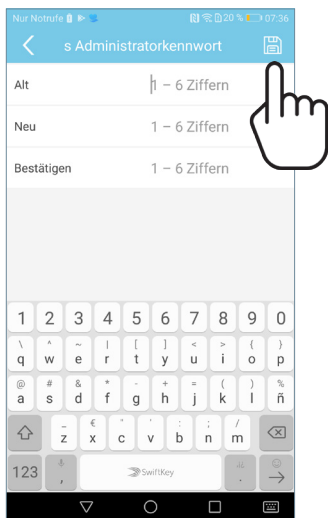 Nur Notrufe 20 % 07:36
s Administratorkennwort
Alt 1 – 6 Ziffern
Neu 1 – 6 Ziffern
Bestätigen 1 – 6 Ziffern
1 2 3 4 5 6 7 8 9 0
\ ^ ~ | [ ] < > { }
q w e r t y u i o p
@ # & * - + = ( ) %
a s d f g h j k l ñ
_ € " ' : ; /
z x c v b n m
123 , SwiftKey .